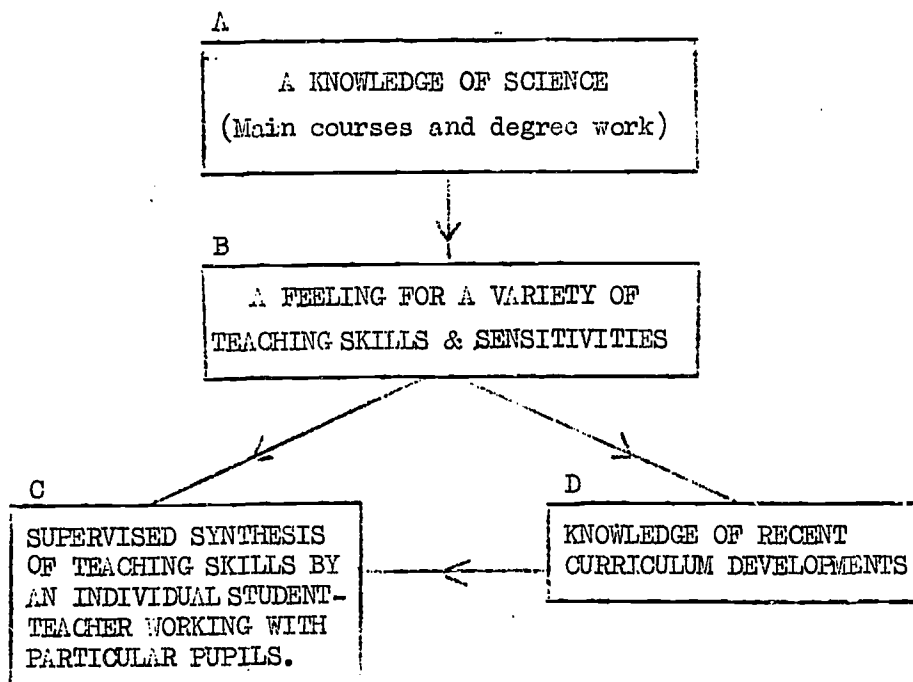 A
A KNOWLEDGE OF SCIENCE
(Main courses and degree work)
B
A FEELING FOR A VARIETY OF
TEACHING SKILLS & SENSITIVITIES
C
SUPERVISED SYNTHESIS
OF TEACHING SKILLS BY
AN INDIVIDUAL STUDENT-
TEACHER WORKING WITH
PARTICULAR PUPILS.
D
KNOWLEDGE OF RECENT
CURRICULUM DEVELOPMENTS